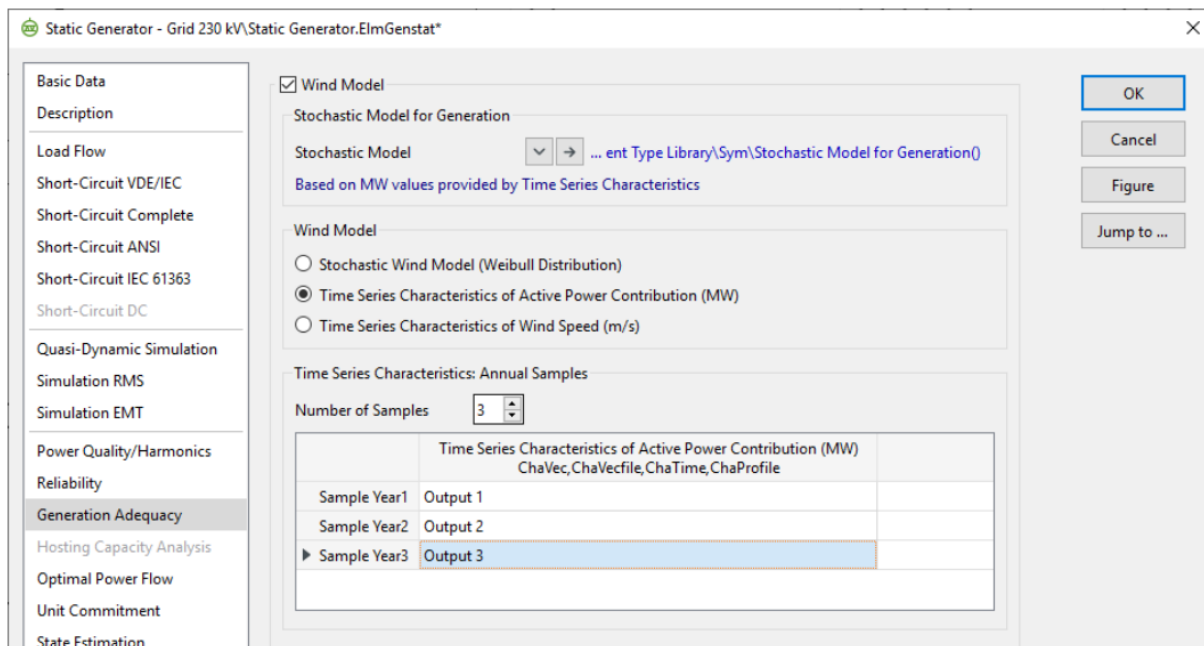 Static Generator - Grid 230 kV\Static Generator.ElmGenstat*
Basic Data
Description
Load Flow
Short-Circuit VDE/IEC
Short-Circuit Complete
Short-Circuit ANSI
Short-Circuit IEC 61363
Short-Circuit DC
Quasi-Dynamic Simulation
Simulation RMS
Simulation EMT
Power Quality/Harmonics
Reliability
Generation Adequacy
Hosting Capacity Analysis
Optimal Power Flow
Unit Commitment
State Estimation
Wind Model
Stochastic Model for Generation
Stochastic Model ... ent Type Library\Sym\Stochastic Model for Generation()
Based on MW values provided by Time Series Characteristics
Wind Model
Stochastic Wind Model (Weibull Distribution)
Time Series Characteristics of Active Power Contribution (MW)
Time Series Characteristics of Wind Speed (m/s)
Time Series Characteristics: Annual Samples
Number of Samples 3
Time Series Characteristics of Active Power Contribution (MW)
ChaVec,ChaVecfile,ChaTime,ChaProfile
Sample Year1 Output 1
Sample Year2 Output 2
Sample Year3 Output 3
OK
Cancel
Figure
Jump to ...